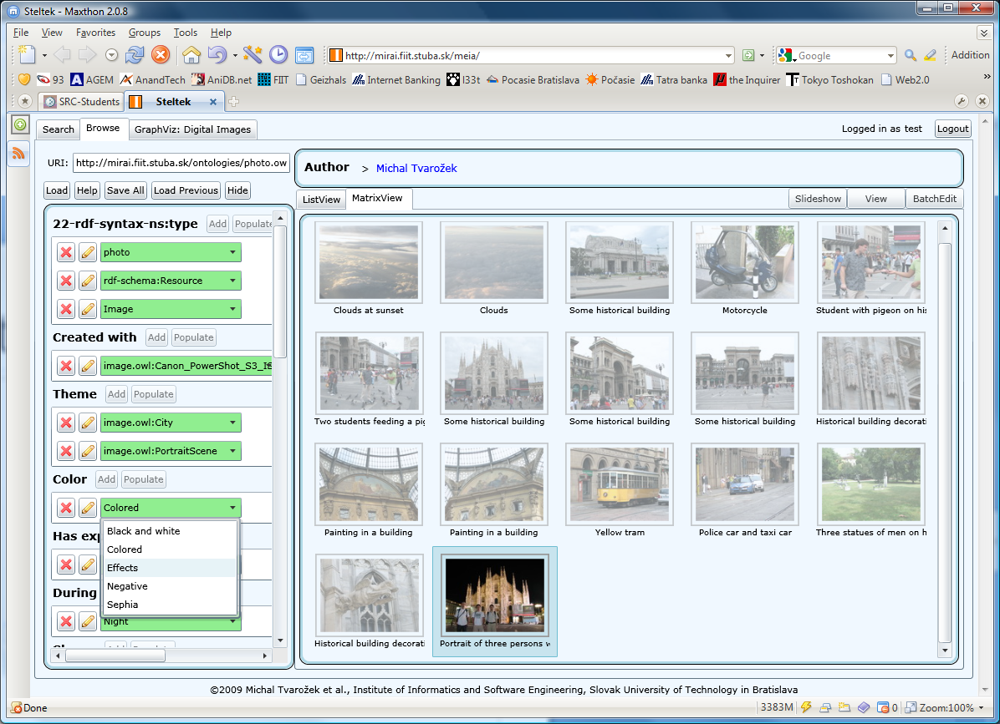 Steltek - Maxthon 2.0.8
File View Favorites Groups Tools Help
http://mirai.fiit.stuba.sk/meia/ Google Addition
93 AGEM AnandTech AniDB.net FIIT Geizhals Internet Banking l33t Pocasie Bratislava Počasie Tatra banka the Inquirer Tokyo Toshokan Web2.0 »
SRC-Students Steltek
Search Browse GraphViz: Digital Images Logged in as test Logout
URI: http://mirai.fiit.stuba.sk/ontologies/photo.ow
Author > Michal Tvarožek
Load Help Save All Load Previous Hide
ListView MatrixView Slideshow View BatchEdit
22-rdf-syntax-ns:type Add Populate
photo
rdf-schema:Resource
Image
Created with Add Populate
image.owl:Canon_PowerShot_S3_IS
Theme Add Populate
image.owl:City
image.owl:PortraitScene
Color Add Populate
Colored
Black and white
Colored
Effects
Negative
Sephia
Has exp
During
Night
Clouds at sunset Clouds Some historical building Motorcycle Student with pigeon on his
Two students feeding a pig Some historical building Some historical building Some historical building Historical building decorati
Painting in a building Painting in a building Yellow tram Police car and taxi car Three statues of men on h
Historical building decorati Portrait of three persons w
©2009 Michal Tvarožek et al., Institute of Informatics and Software Engineering, Slovak University of Technology in Bratislava
Done 3383M 0 Zoom:100%